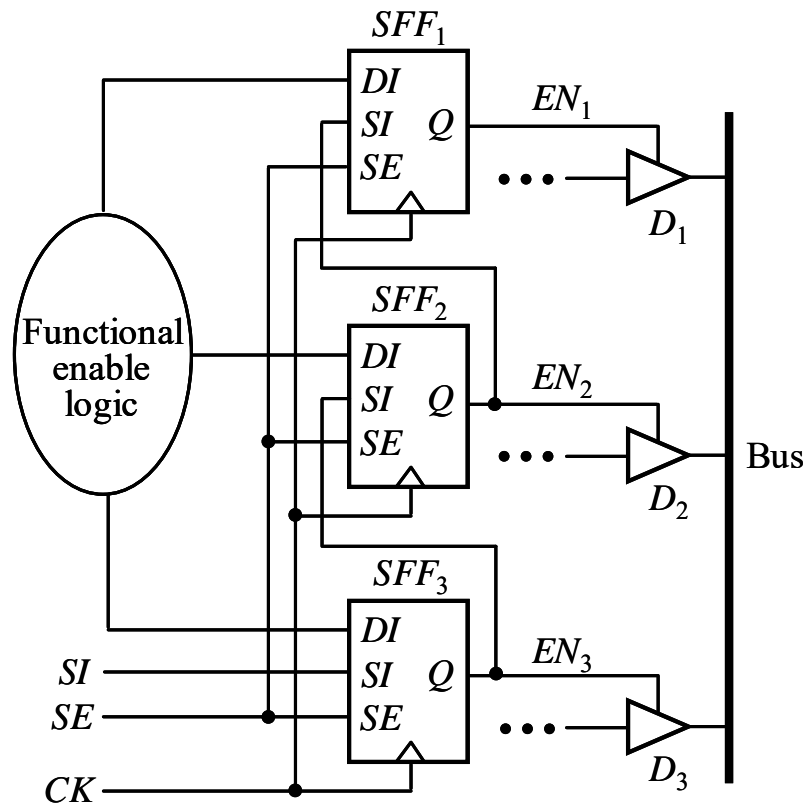 SFF₁
DI
SI
Q
SE
EN₁
D₁
Functional
enable
logic
SFF₂
DI
SI
Q
SE
EN₂
D₂
Bus
SFF₃
DI
SI
Q
SE
EN₃
D₃
SI
SE
CK